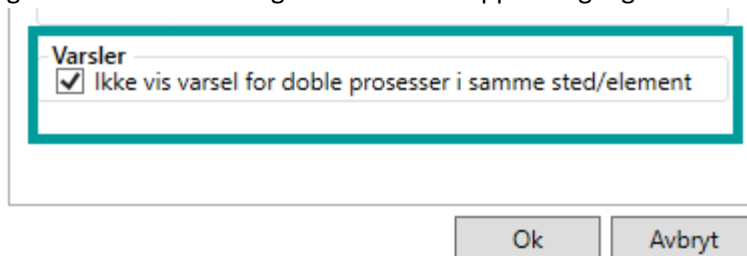 Varsler
Ikke vis varsel for doble prosesser i samme sted/element
Ok
Avbryt